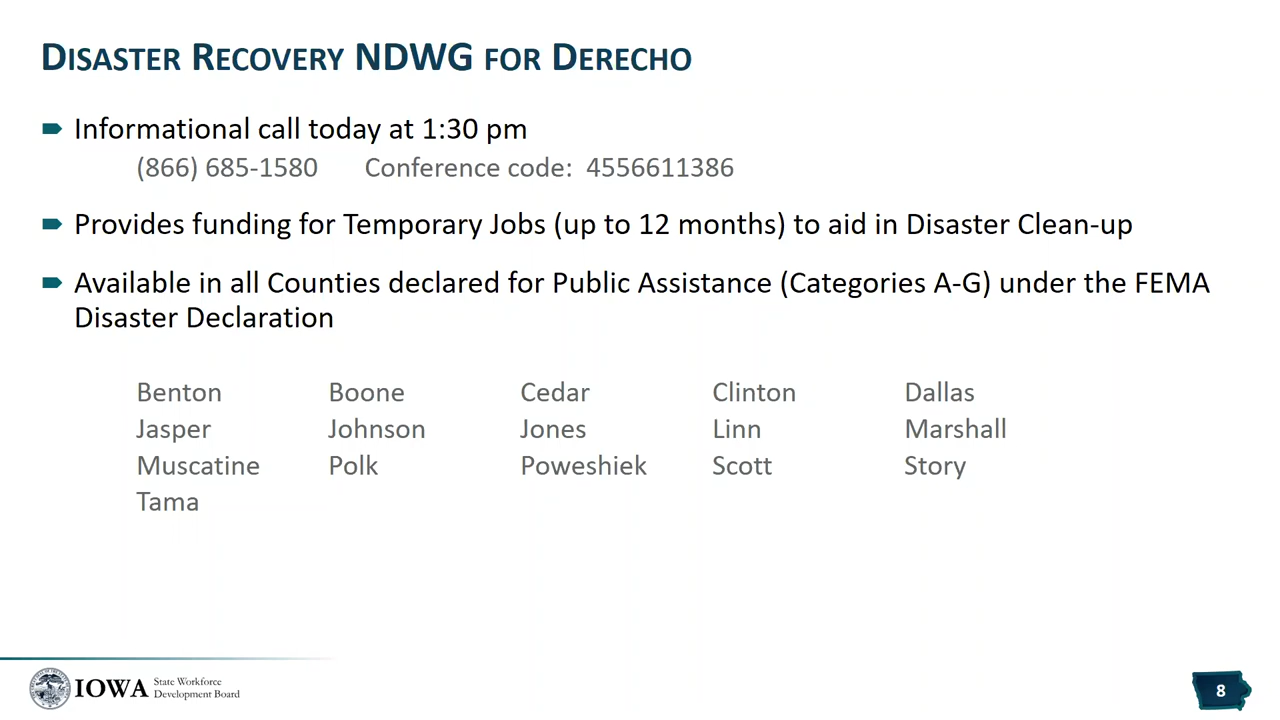 DISASTER RECOVERY NDWG FOR DERECHO
Informational call today at 1:30 pm
(866) 685-1580 Conference code: 4556611386
Provides funding for Temporary Jobs (up to 12 months) to aid in Disaster Clean-up
Available in all Counties declared for Public Assistance (Categories A-G) under the FEMA
Disaster Declaration
Benton Boone Cedar Clinton Dallas
Jasper Johnson Jones Linn Marshall
Muscatine Polk Poweshiek Scott Story
Tama
IOWA State Workforce
Development Board
8